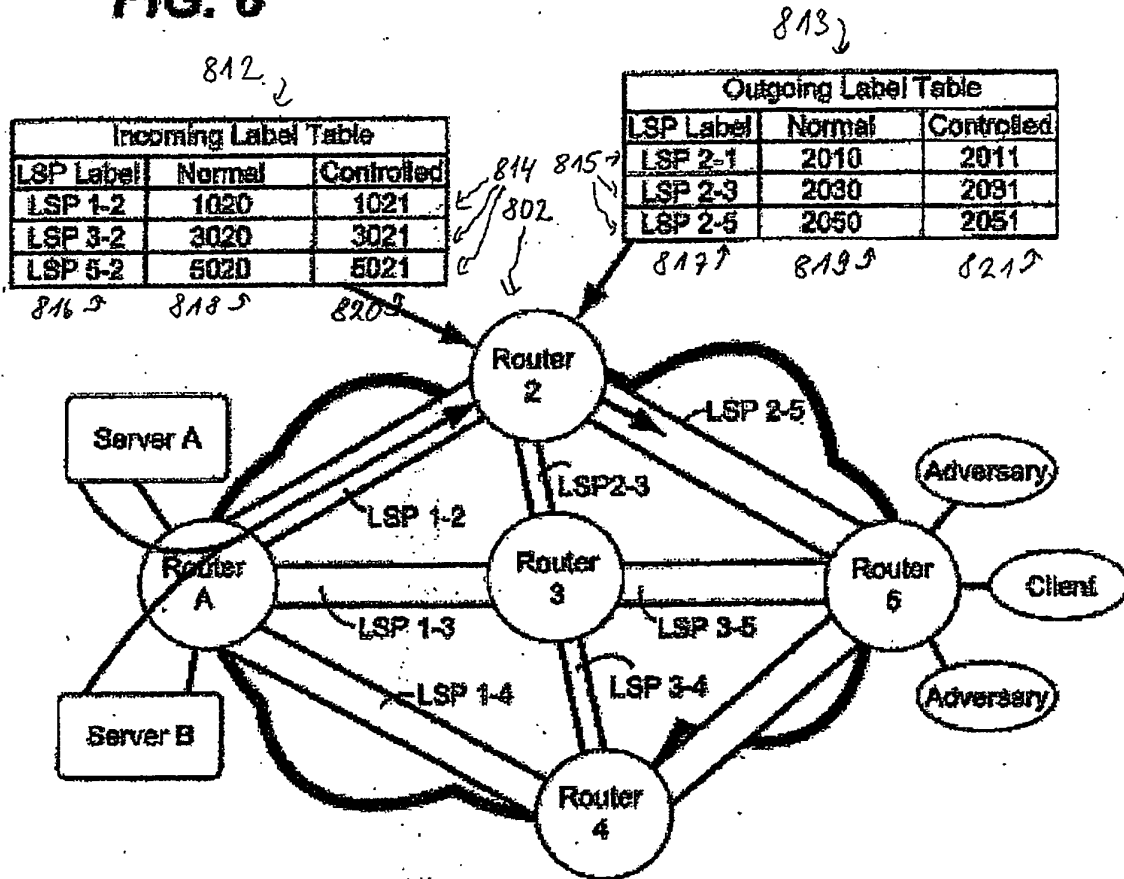 FIG. 8
812
813
Incoming Label Table
LSP Label Normal Controlled
LSP 1-2 1020 1021
LSP 3-2 3020 3021
LSP 5-2 5020 5021
816 818 820
814
802
815
Outgoing Label Table
LSP Label Normal Controlled
LSP 2-1 2010 2011
LSP 2-3 2030 2031
LSP 2-5 2050 2051
817 819 821
Router
2
Server A
LSP 2-5
LSP2-3
LSP 1-2
Adversary
Router
A
Router
3
Router
5
Client
LSP 1-3
LSP 3-5
LSP 1-4
LSP 3-4
Adversary
Server B
Router
4